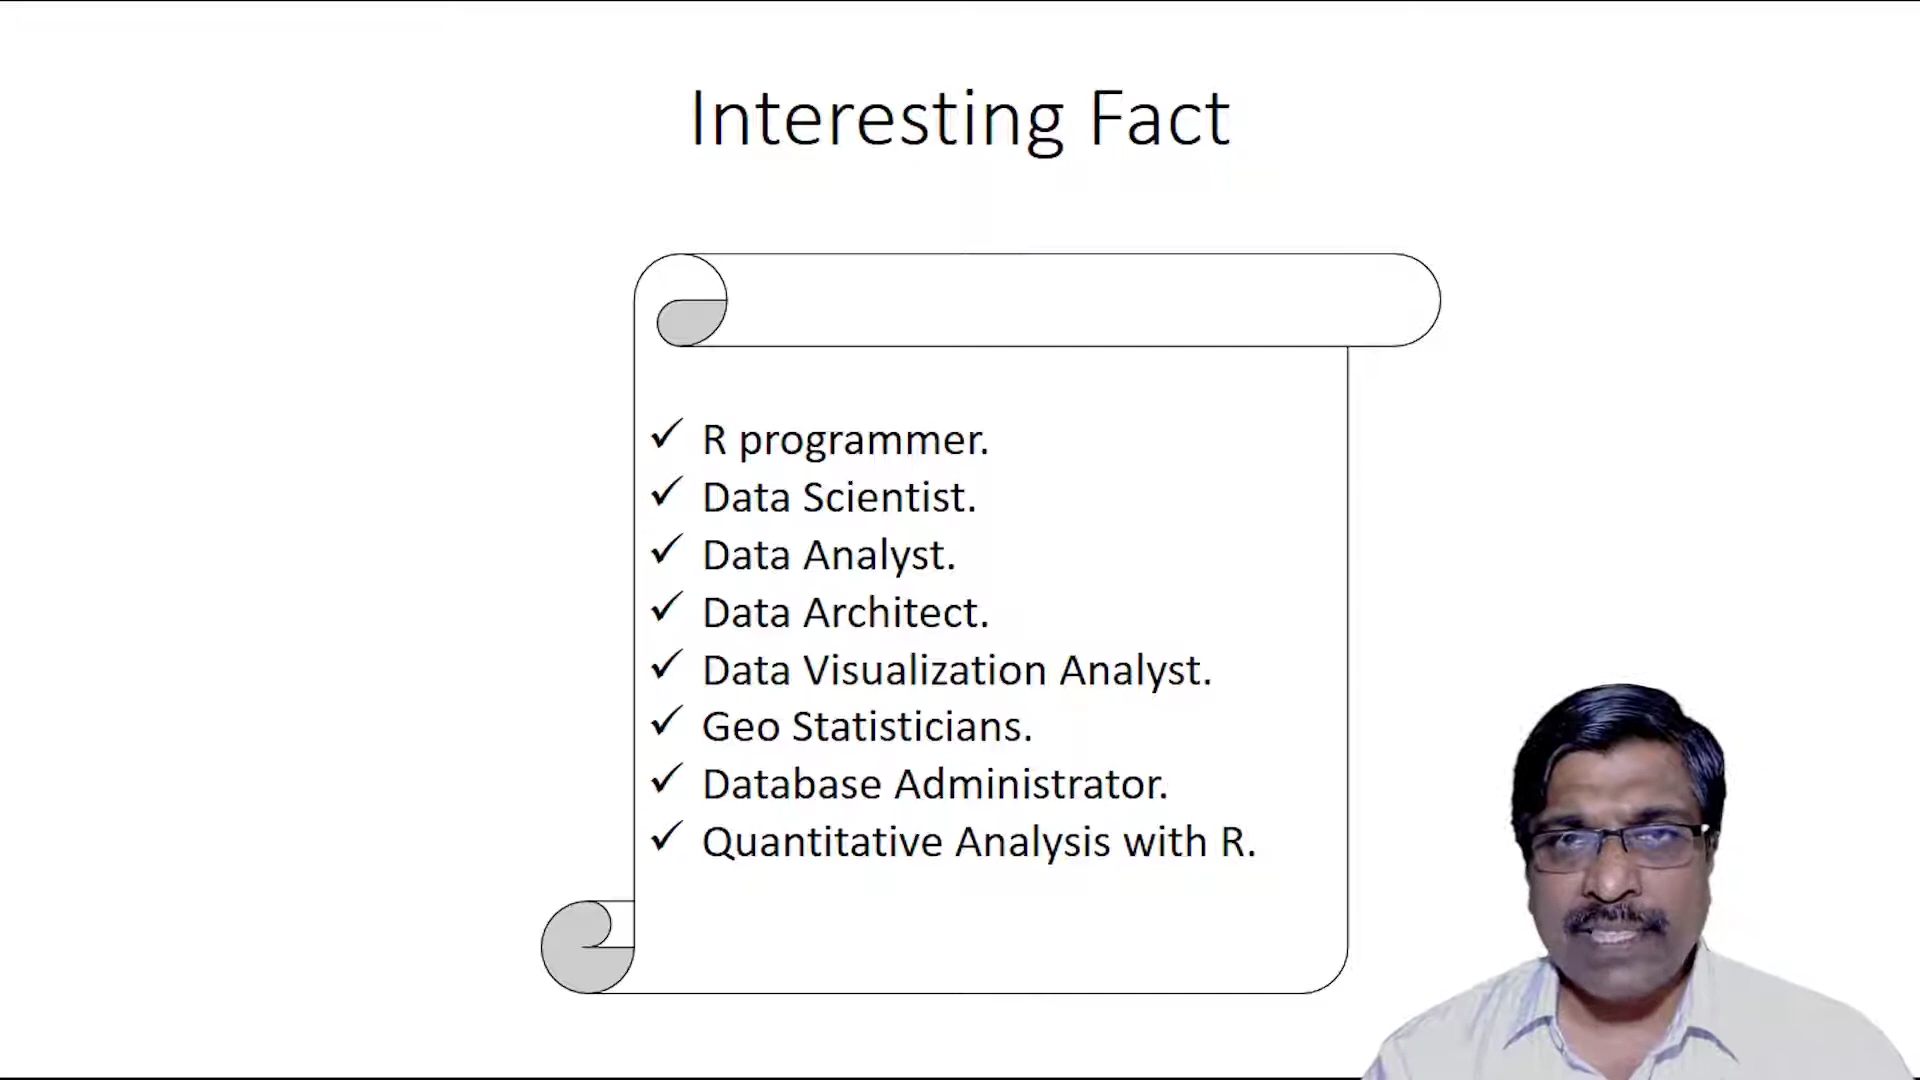 Interesting Fact
✓ R programmer.
✓ Data Scientist.
✓ Data Analyst.
✓ Data Architect.
✓ Data Visualization Analyst.
✓ Geo Statisticians.
✓ Database Administrator.
✓ Quantitative Analysis with R.